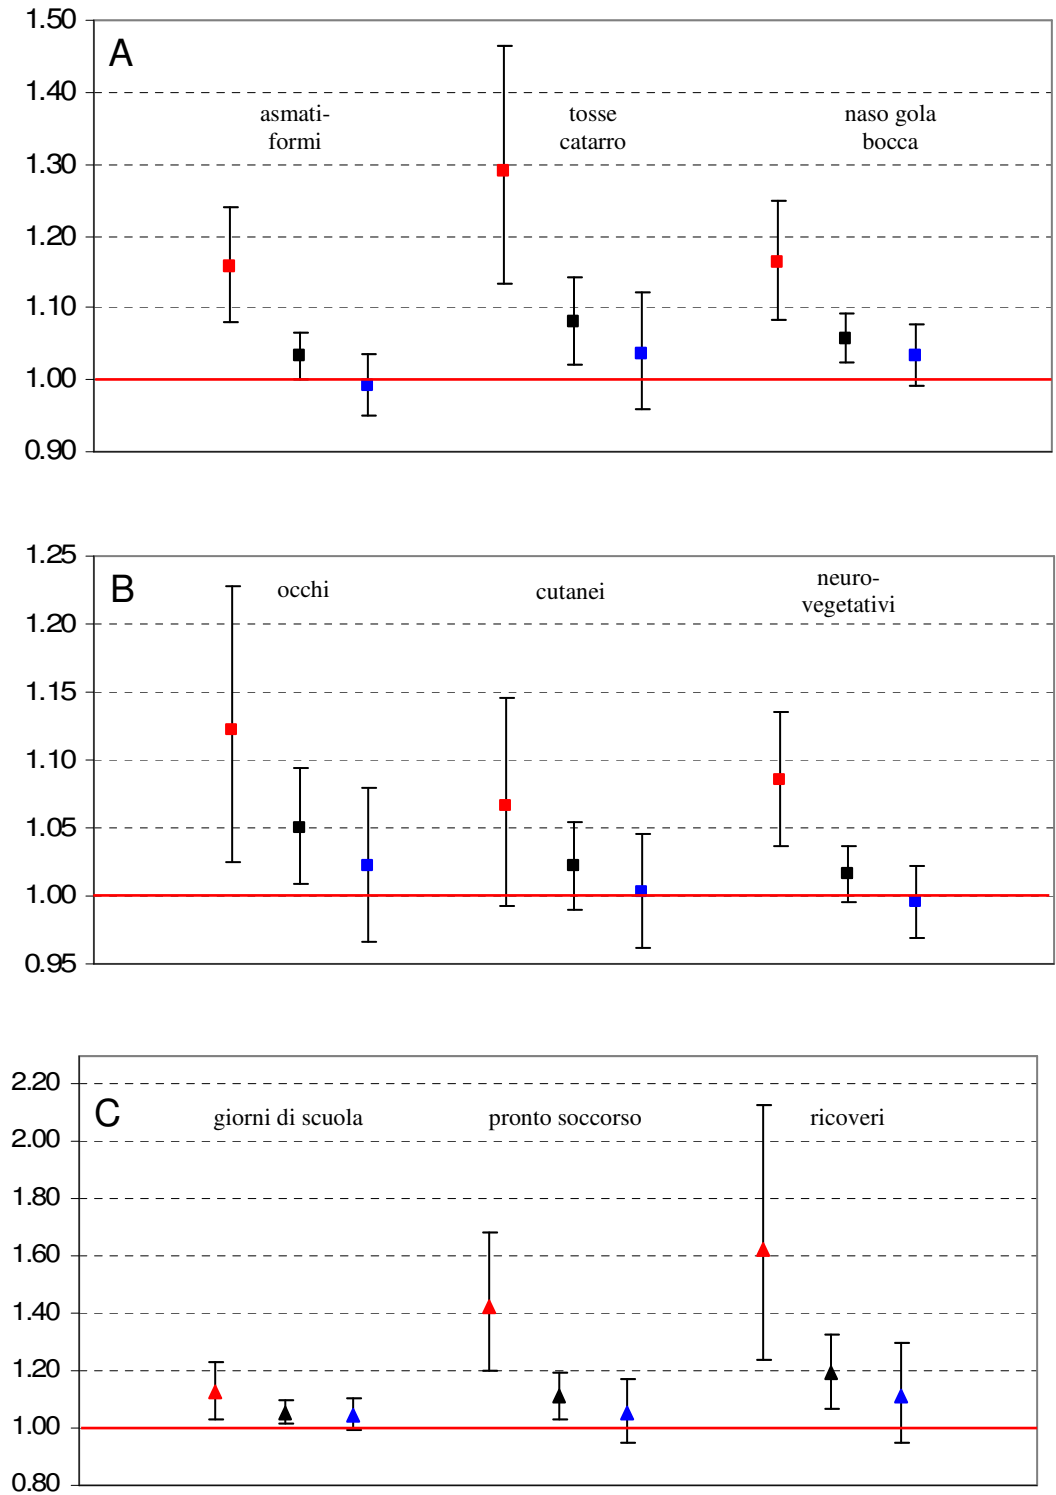 1.50
A
1.40
asmati-
formi
tosse
catarro
naso gola
bocca
1.30
1.20
1.10
1.00
0.90
1.25
B
occhi
cutanei
neuro-
vegetativi
1.20
1.15
1.10
1.05
1.00
0.95
2.20
C
giorni di scuola
pronto soccorso
ricoveri
2.00
1.80
1.60
1.40
1.20
1.00
0.80